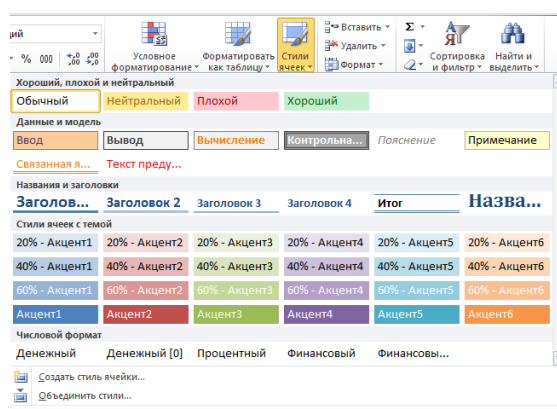 ий
Вставить
Удалить
Формат
Σ
% 000 ,0 ,00 ,00 ,0
Условное форматирование
Форматировать как таблицу
Стили ячеек
Сортировка и фильтр
Найти и выделить
Хороший, плохой и нейтральный
Обычный Нейтральный Плохой Хороший
Данные и модель
Ввод Вывод Вычисление Контрольна... Пояснение Примечание
Связанная я... Текст преду...
Названия и заголовки
Заголов... Заголовок 2 Заголовок 3 Заголовок 4 Итог Назва...
Стили ячеек с темой
20% - Акцент1 20% - Акцент2 20% - Акцент3 20% - Акцент4 20% - Акцент5 20% - Акцент6
40% - Акцент1 40% - Акцент2 40% - Акцент3 40% - Акцент4 40% - Акцент5 40% - Акцент6
60% - Акцент1 60% - Акцент2 60% - Акцент3 60% - Акцент4 60% - Акцент5 60% - Акцент6
Акцент1 Акцент2 Акцент3 Акцент4 Акцент5 Акцент6
Числовой формат
Денежный Денежный [0] Процентный Финансовый Финансовы...
Создать стиль ячейки...
Объединить стили...